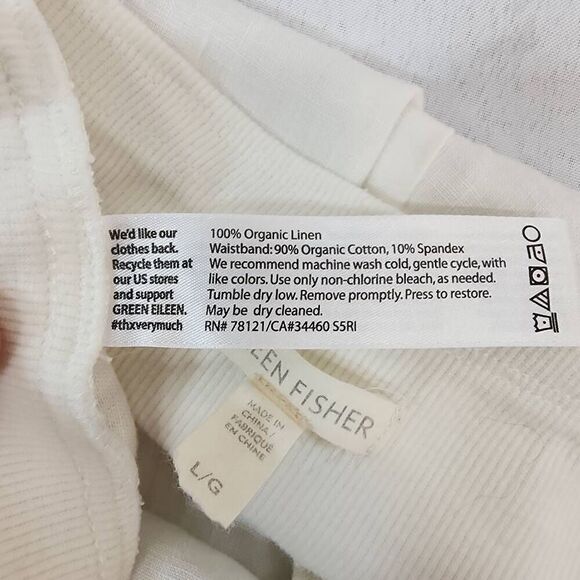 We'd like our
clothes back.
Recycle them at
our US stores
and support
GREEN EILEEN.
#thxverymuch
100% Organic Linen
Waistband: 90% Organic Cotton, 10% Spandex
We recommend machine wash cold, gentle cycle, with
like colors. Use only non-chlorine bleach, as needed.
Tumble dry low. Remove promptly. Press to restore.
May be dry cleaned.
RN# 78121/CA#34460 S5RI
EEN FISHER
MADE IN
CHINA/
FABRIQUÉ
EN CHINE
L/G